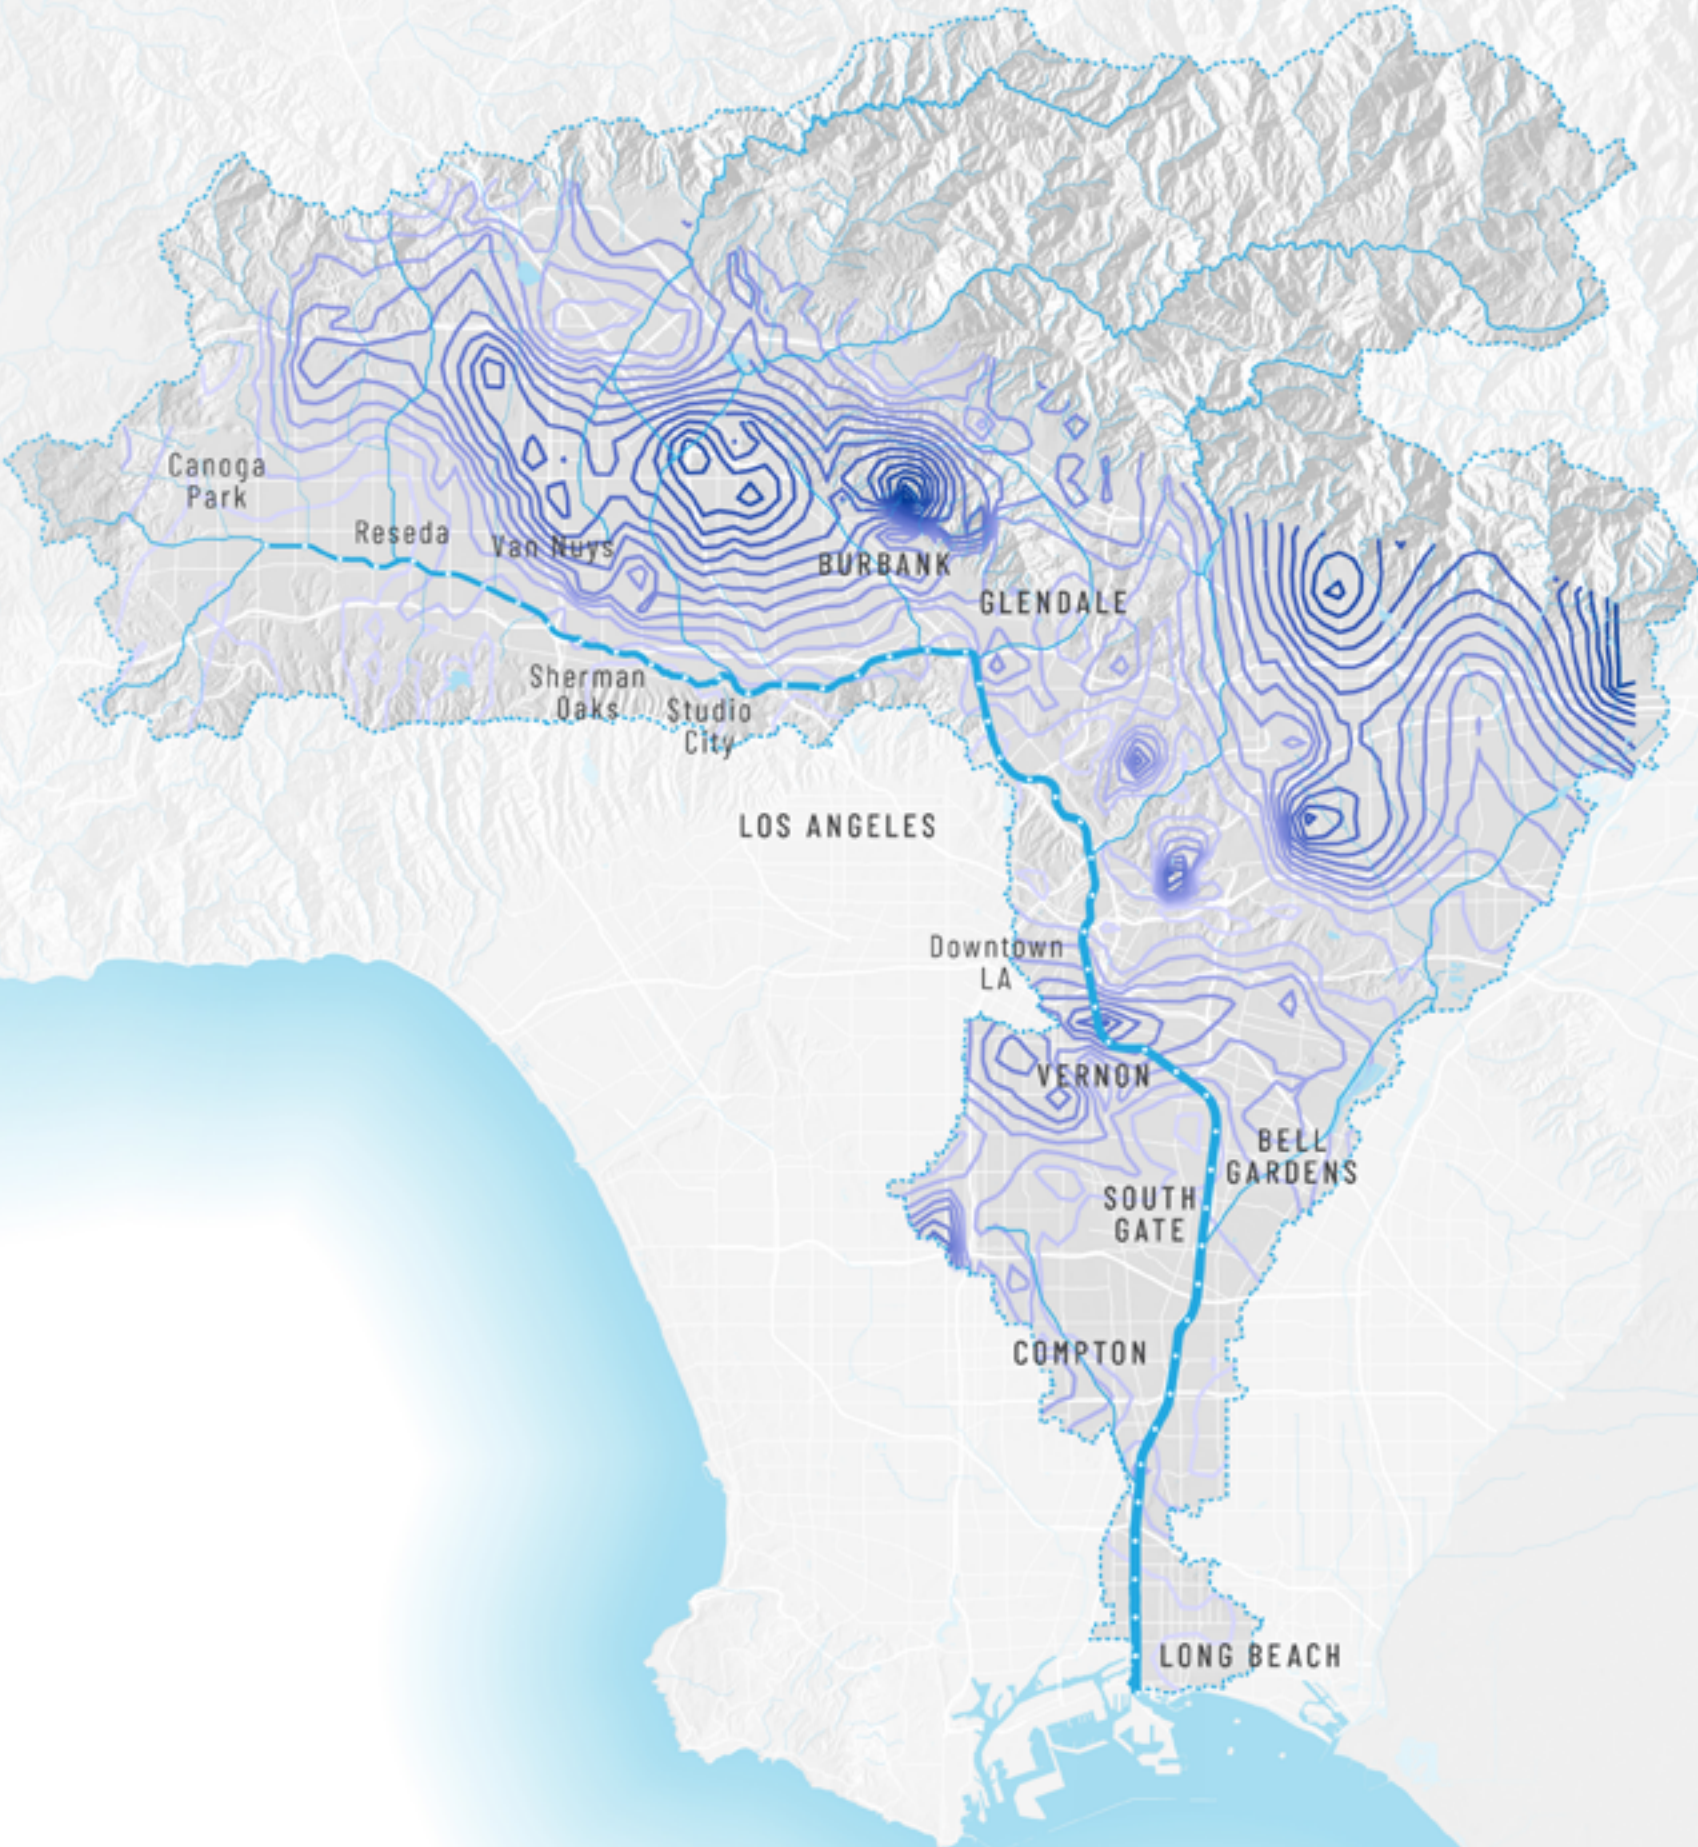 Canoga
Park
Reseda
Van Nuys
BURBANK
GLENDALE
Sherman
Oaks
Studio
City
LOS ANGELES
Downtown
LA
VERNON
BELL
GARDENS
SOUTH
GATE
COMPTON
LONG BEACH